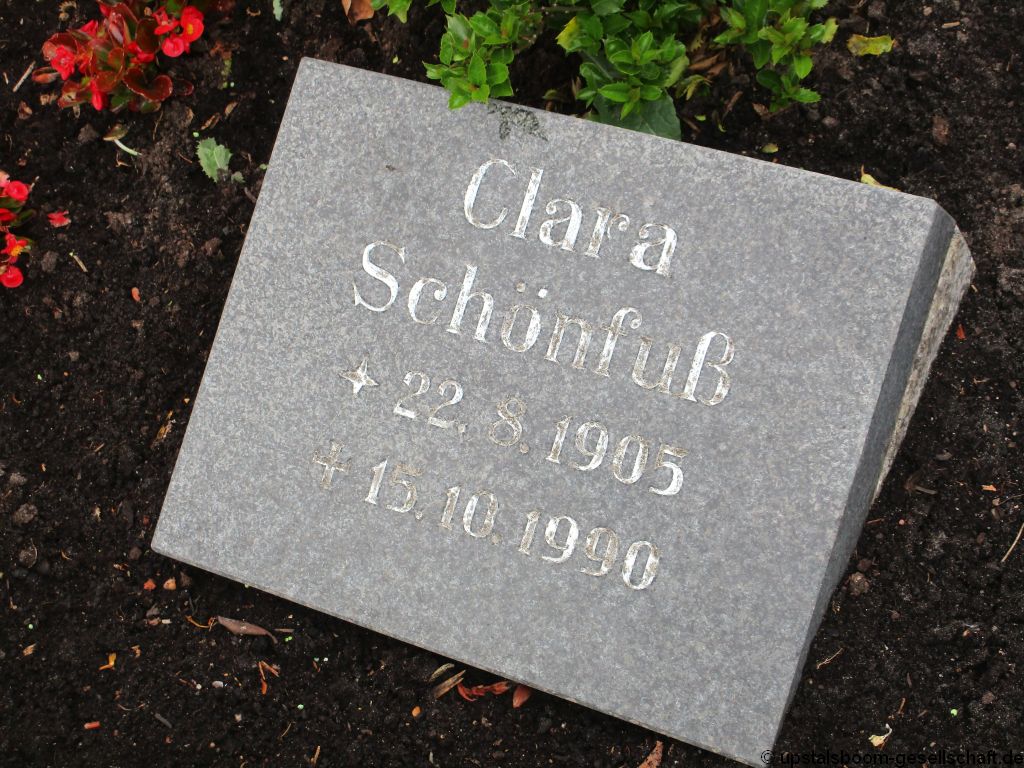 Clara
Schönfuß
✦ 22. 8. 1905
✝ 15. 10. 1990
© upstalsboom-gesellschaft.de